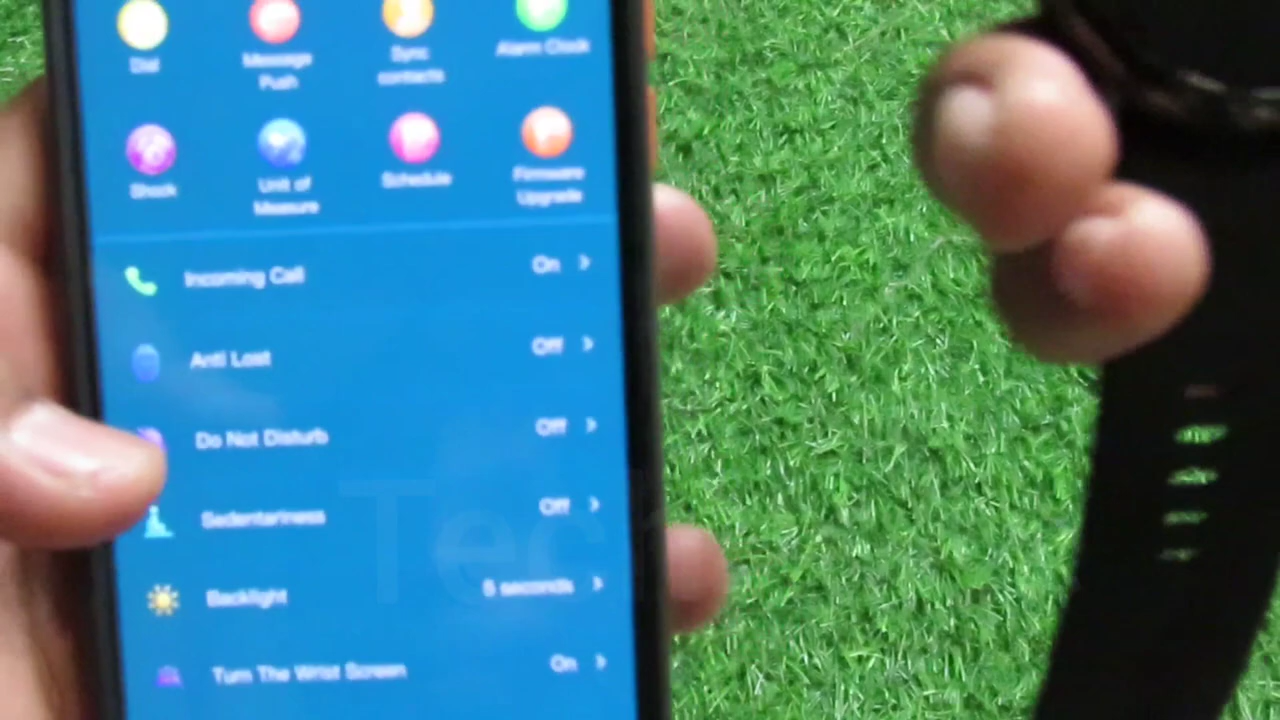 Dial
Message
Push
Sync
contacts
Alarm Clock
Shock
Unit of
Measure
Schedule
Firmware
Upgrade
Incoming Call On
Anti Lost Off
Do Not Disturb Off
Sedentariness Off
Backlight 5 seconds
Turn The Wrist Screen On
Tec